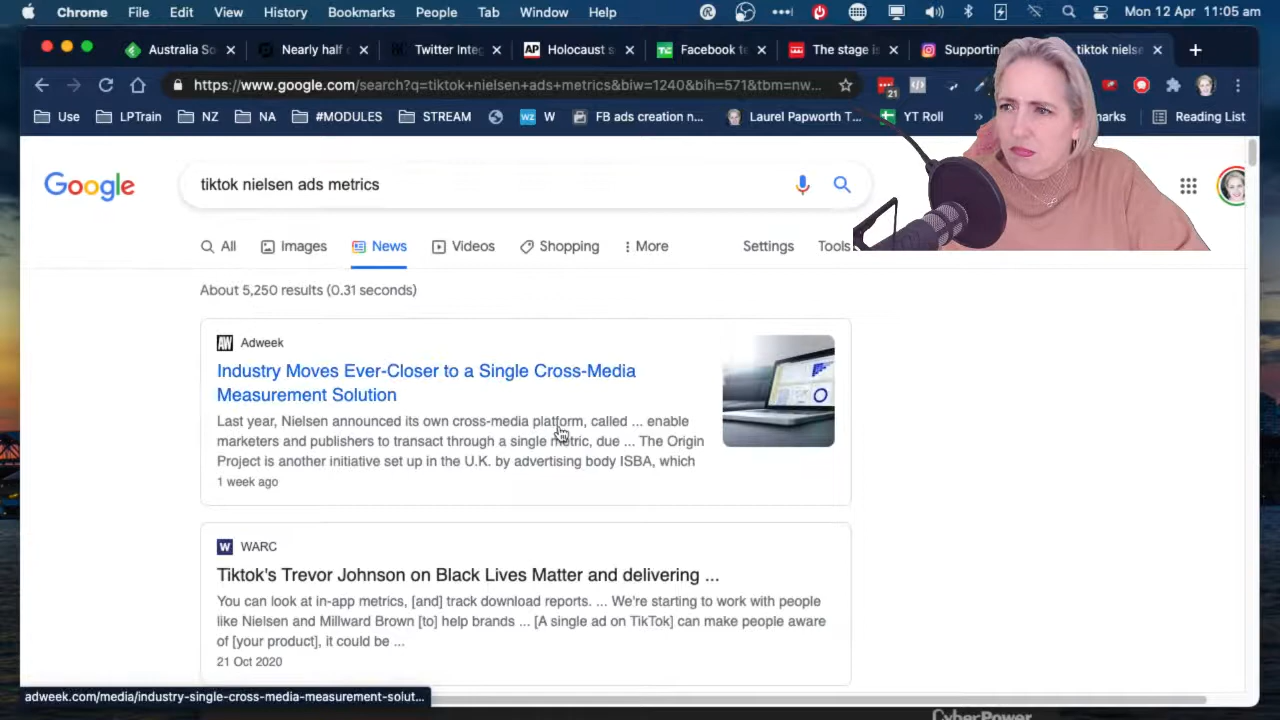 Chrome File Edit View History Bookmarks People Tab Window Help Mon 12 Apr 11:05 am
Australia So Nearly half Twitter Inte AP Holocaust s TC Facebook te The stage is Supporting tiktok nielse
https://www.google.com/search?q=tiktok+nielsen+ads+metrics&biw=1240&bih=571&tbm=nw... 21
Use LPTrain NZ NA #MODULES STREAM wz W FB ads creation n... Laurel Papworth T... YT Roll » marks Reading List
Google
tiktok nielsen ads metrics
All Images News Videos Shopping More Settings Tools
About 5,250 results (0.31 seconds)
AW Adweek
Industry Moves Ever-Closer to a Single Cross-Media
Measurement Solution
Last year, Nielsen announced its own cross-media platform, called ... enable
marketers and publishers to transact through a single metric, due ... The Origin
Project is another initiative set up in the U.K. by advertising body ISBA, which
1 week ago
W WARC
Tiktok's Trevor Johnson on Black Lives Matter and delivering ...
You can look at in-app metrics, [and] track download reports. ... We're starting to work with people
like Nielsen and Millward Brown [to] help brands ... [A single ad on TikTok] can make people aware
of [your product], it could be ...
21 Oct 2020
adweek.com/media/industry-single-cross-media-measurement-solut...
CyberPower